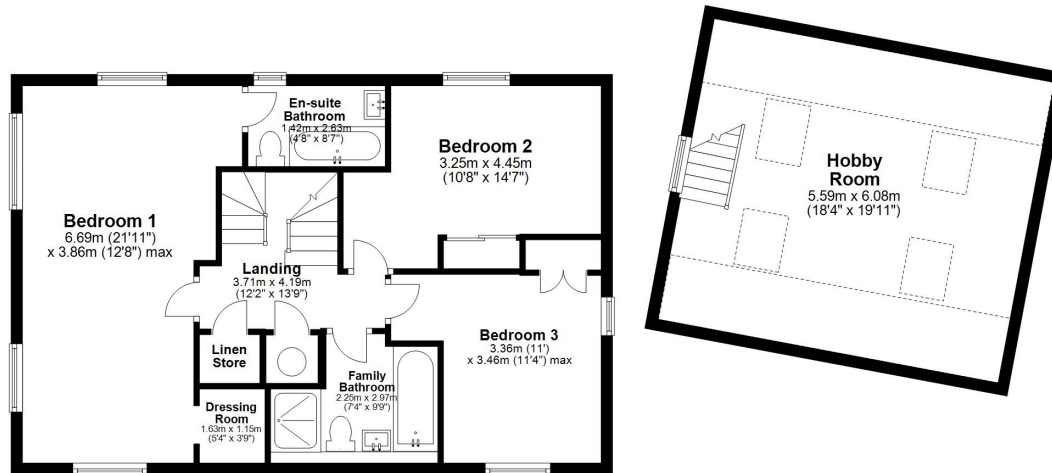 En-suite
Bathroom
1.42m x 2.63m
(4'8" x 8'7")
Bedroom 2
3.25m x 4.45m
(10'8" x 14'7")
Hobby
Room
5.59m x 6.08m
(18'4" x 19'11")
Bedroom 1
6.69m (21'11")
x 3.86m (12'8") max
Landing
3.71m x 4.19m
(12'2" x 13'9")
Bedroom 3
3.36m (11')
x 3.46m (11'4") max
Linen
Store
Family
Bathroom
2.25m x 2.97m
(7'4" x 9'9")
Dressing
Room
1.63m x 1.15m
(5'4" x 3'9")